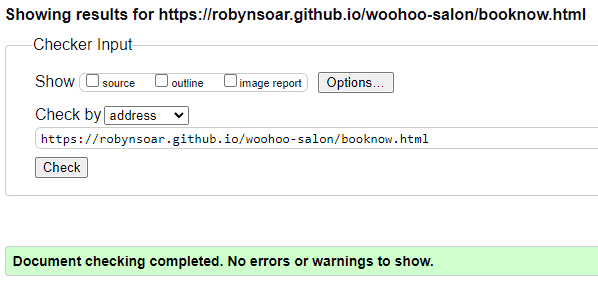 Showing results for https://robynsoar.github.io/woohoo-salon/booknow.html
Checker Input
Show source outline image report Options...
Check by address
https://robynsoar.github.io/woohoo-salon/booknow.html
Check
Document checking completed. No errors or warnings to show.